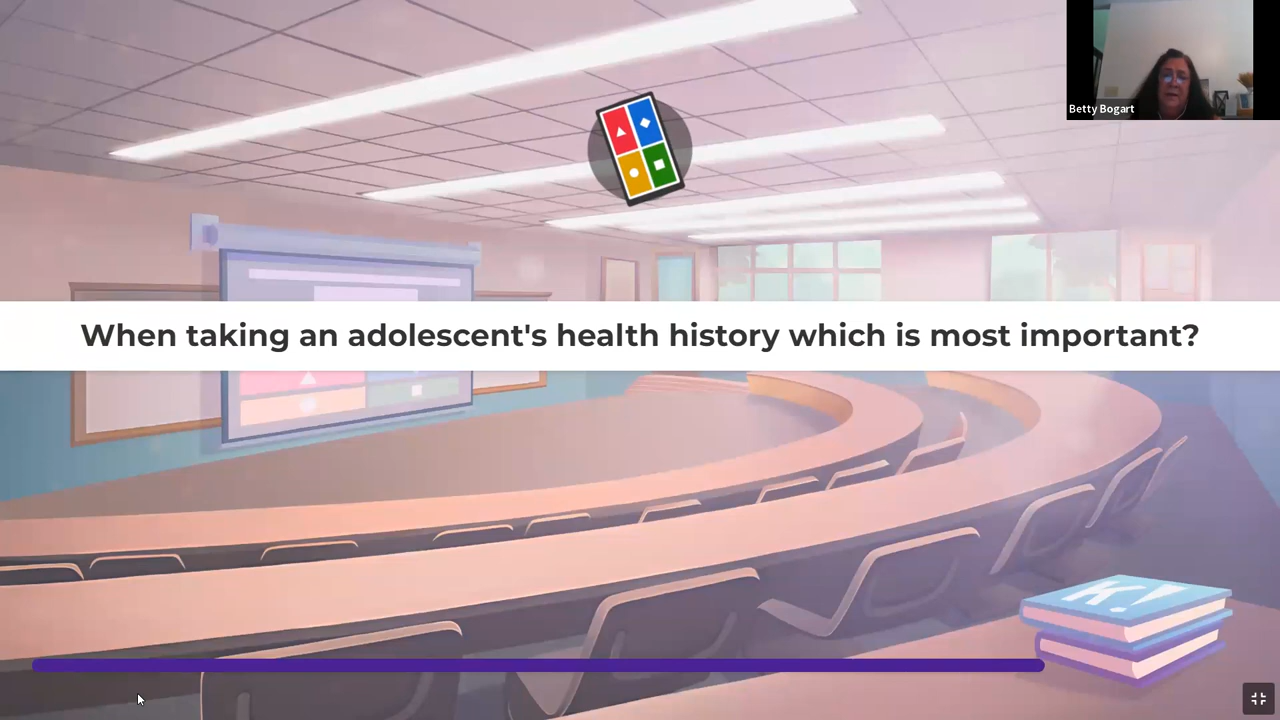 Betty Bogart
When taking an adolescent's health history which is most important?
K!